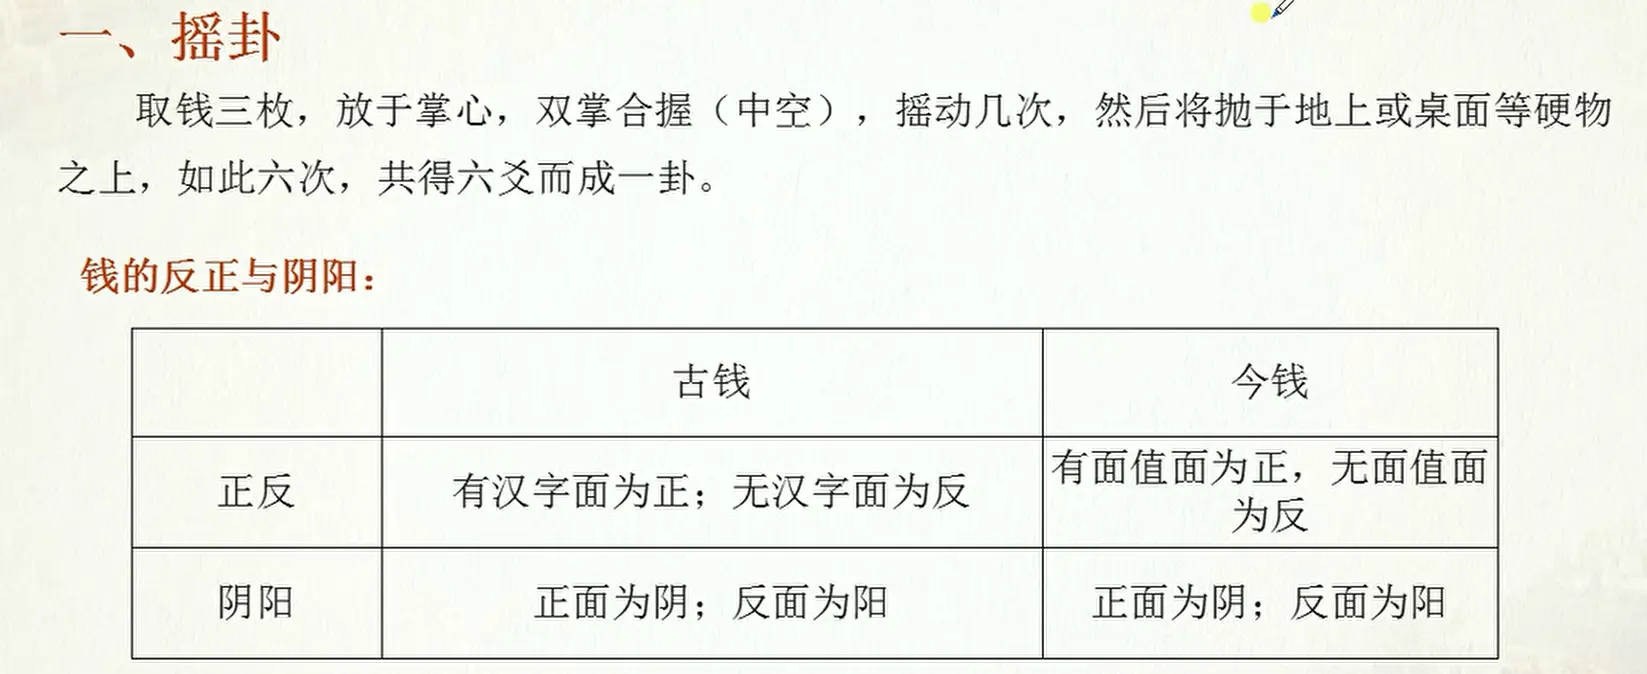 一、摇卦
取钱三枚，放于掌心，双掌合握（中空），摇动几次，然后将抛于地上或桌面等硬物
之上，如此六次，共得六爻而成一卦。
钱的反正与阴阳：
古钱
今钱
正反
有汉字面为正；无汉字面为反
有面值面为正，无面值面
为反
阴阳
正面为阴；反面为阳
正面为阴；反面为阳